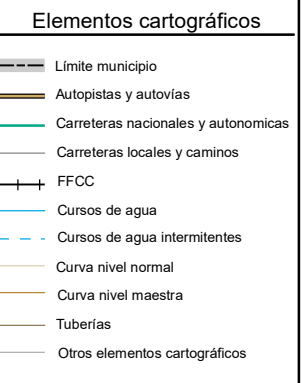 Elementos cartográficos
Límite municipio
Autopistas y autovías
Carreteras nacionales y autonomicas
Carreteras locales y caminos
FFCC
Cursos de agua
Cursos de agua intermitentes
Curva nivel normal
Curva nivel maestra
Tuberías
Otros elementos cartográficos